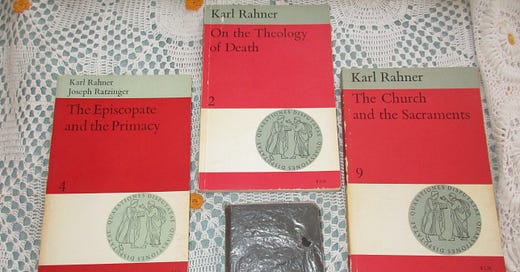 Karl Rahner
Joseph Ratzinger
The Episcopate
and the Primacy
4
QUAESTIONES DISPUTATAE
Karl Rahner
On the Theology
of Death
2
QUAESTIONES DISPUTATAE
Karl Rahner
The Church
and the Sacraments
9
QUAESTIONES DISPUTATAE